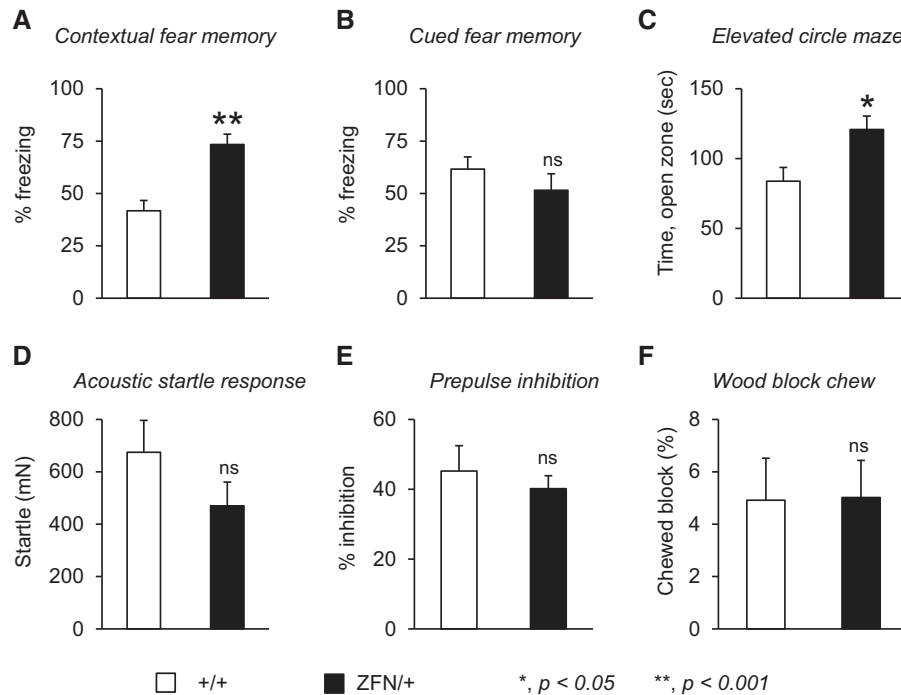 A Contextual fear memory
B Cued fear memory
C Elevated circle maze
% freezing
100
75
50
25
0
**
% freezing
100
75
50
25
0
ns
Time, open zone (sec)
150
100
50
0
*
D Acoustic startle response
E Prepulse inhibition
F Wood block chew
Startle (mN)
800
600
400
200
0
ns
% inhibition
60
40
20
0
ns
Chewed block (%)
8
6
4
2
0
ns
+/+ ZFN/+ *, p < 0.05 **, p < 0.001